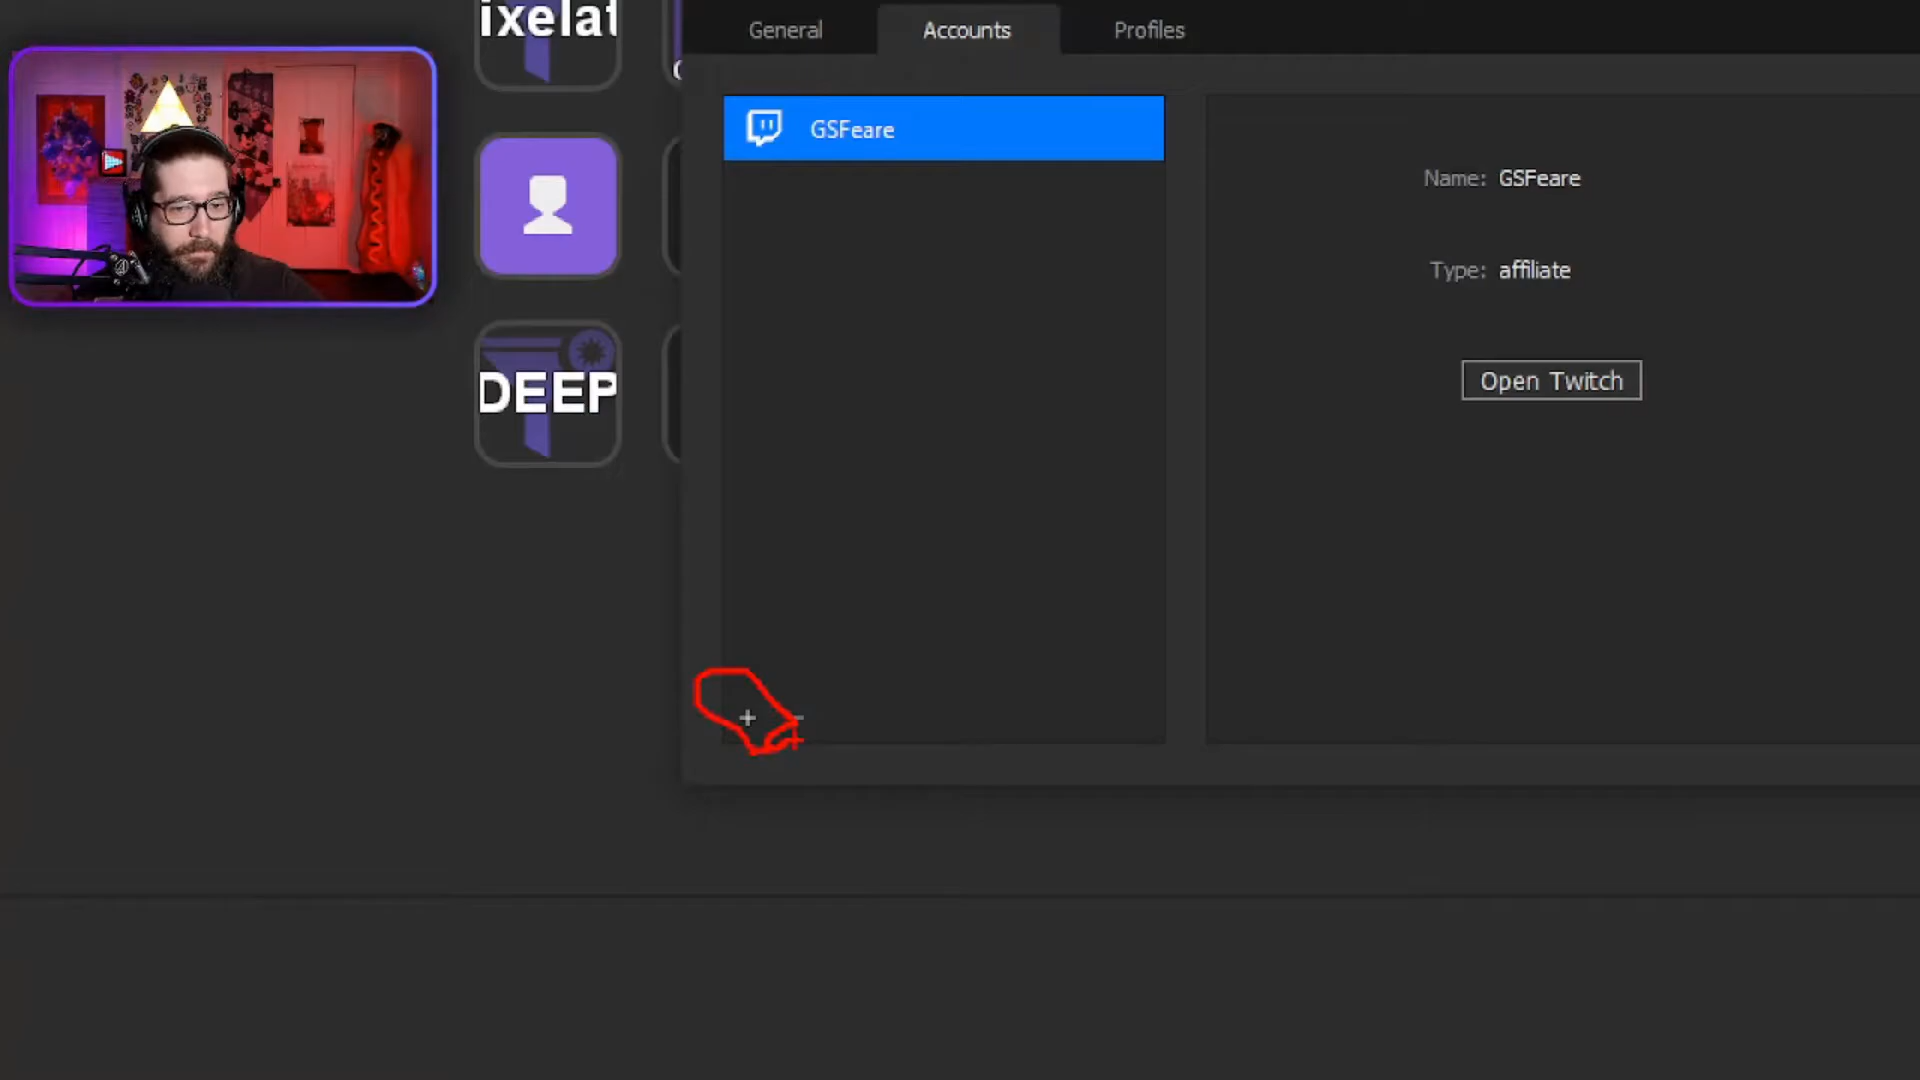 ixelat
General
Accounts
Profiles
GSFeare
Name: GSFeare
Type: affiliate
DEEP
Open Twitch